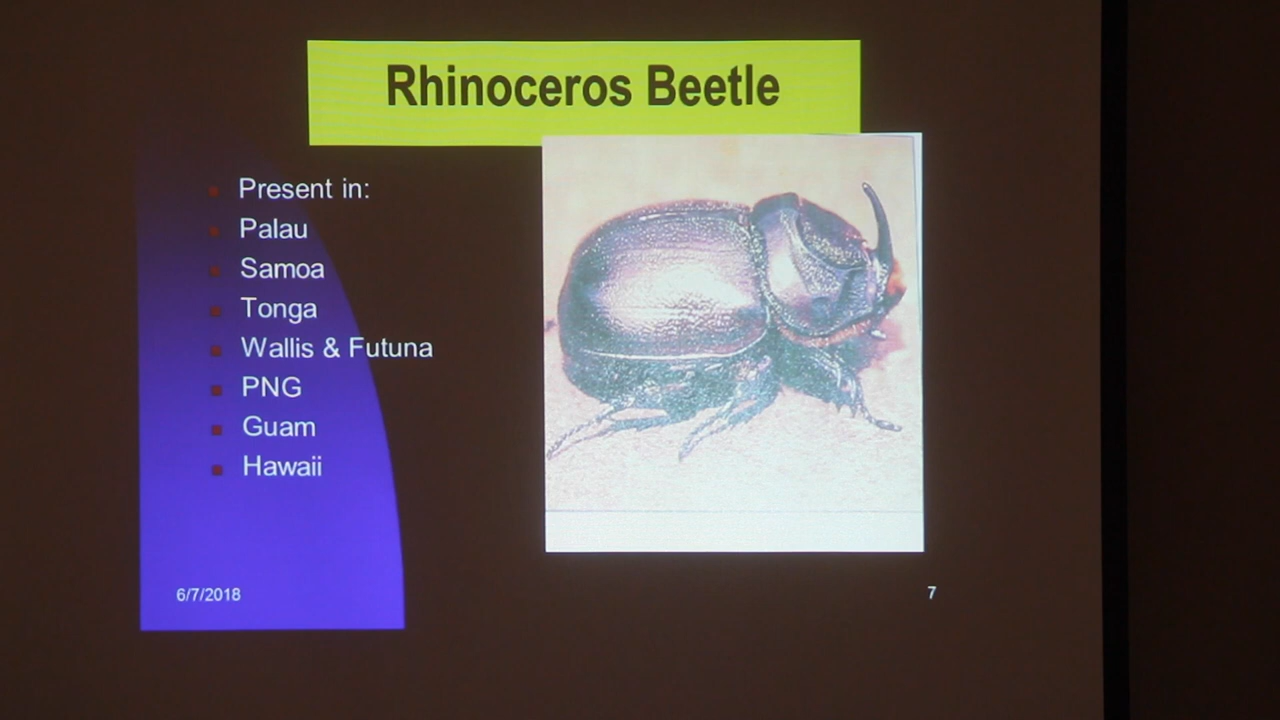 Rhinoceros Beetle
Present in:
Palau
Samoa
Tonga
Wallis & Futuna
PNG
Guam
Hawaii
6/7/2018
7